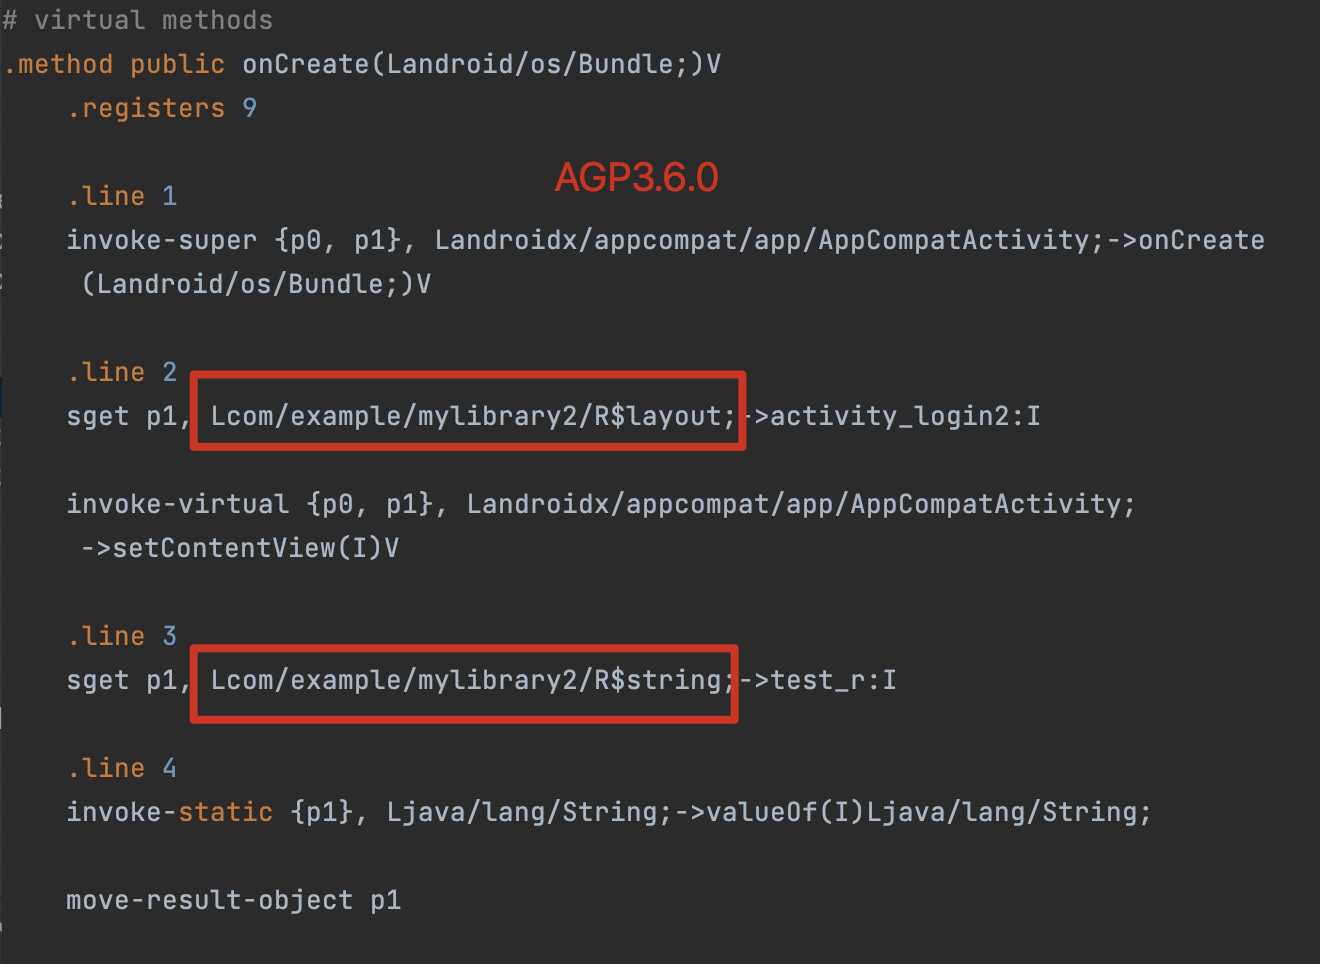 # virtual methods
.method public onCreate(Landroid/os/Bundle;)V
.registers 9
AGP3.6.0
.line 1
invoke-super {p0, p1}, Landroidx/appcompat/app/AppCompatActivity;->onCreate
(Landroid/os/Bundle;)V
.line 2
sget p1, Lcom/example/mylibrary2/R$layout;->activity_login2:I
invoke-virtual {p0, p1}, Landroidx/appcompat/app/AppCompatActivity;
->setContentView(I)V
.line 3
sget p1, Lcom/example/mylibrary2/R$string;->test_r:I
.line 4
invoke-static {p1}, Ljava/lang/String;->valueOf(I)Ljava/lang/String;
move-result-object p1